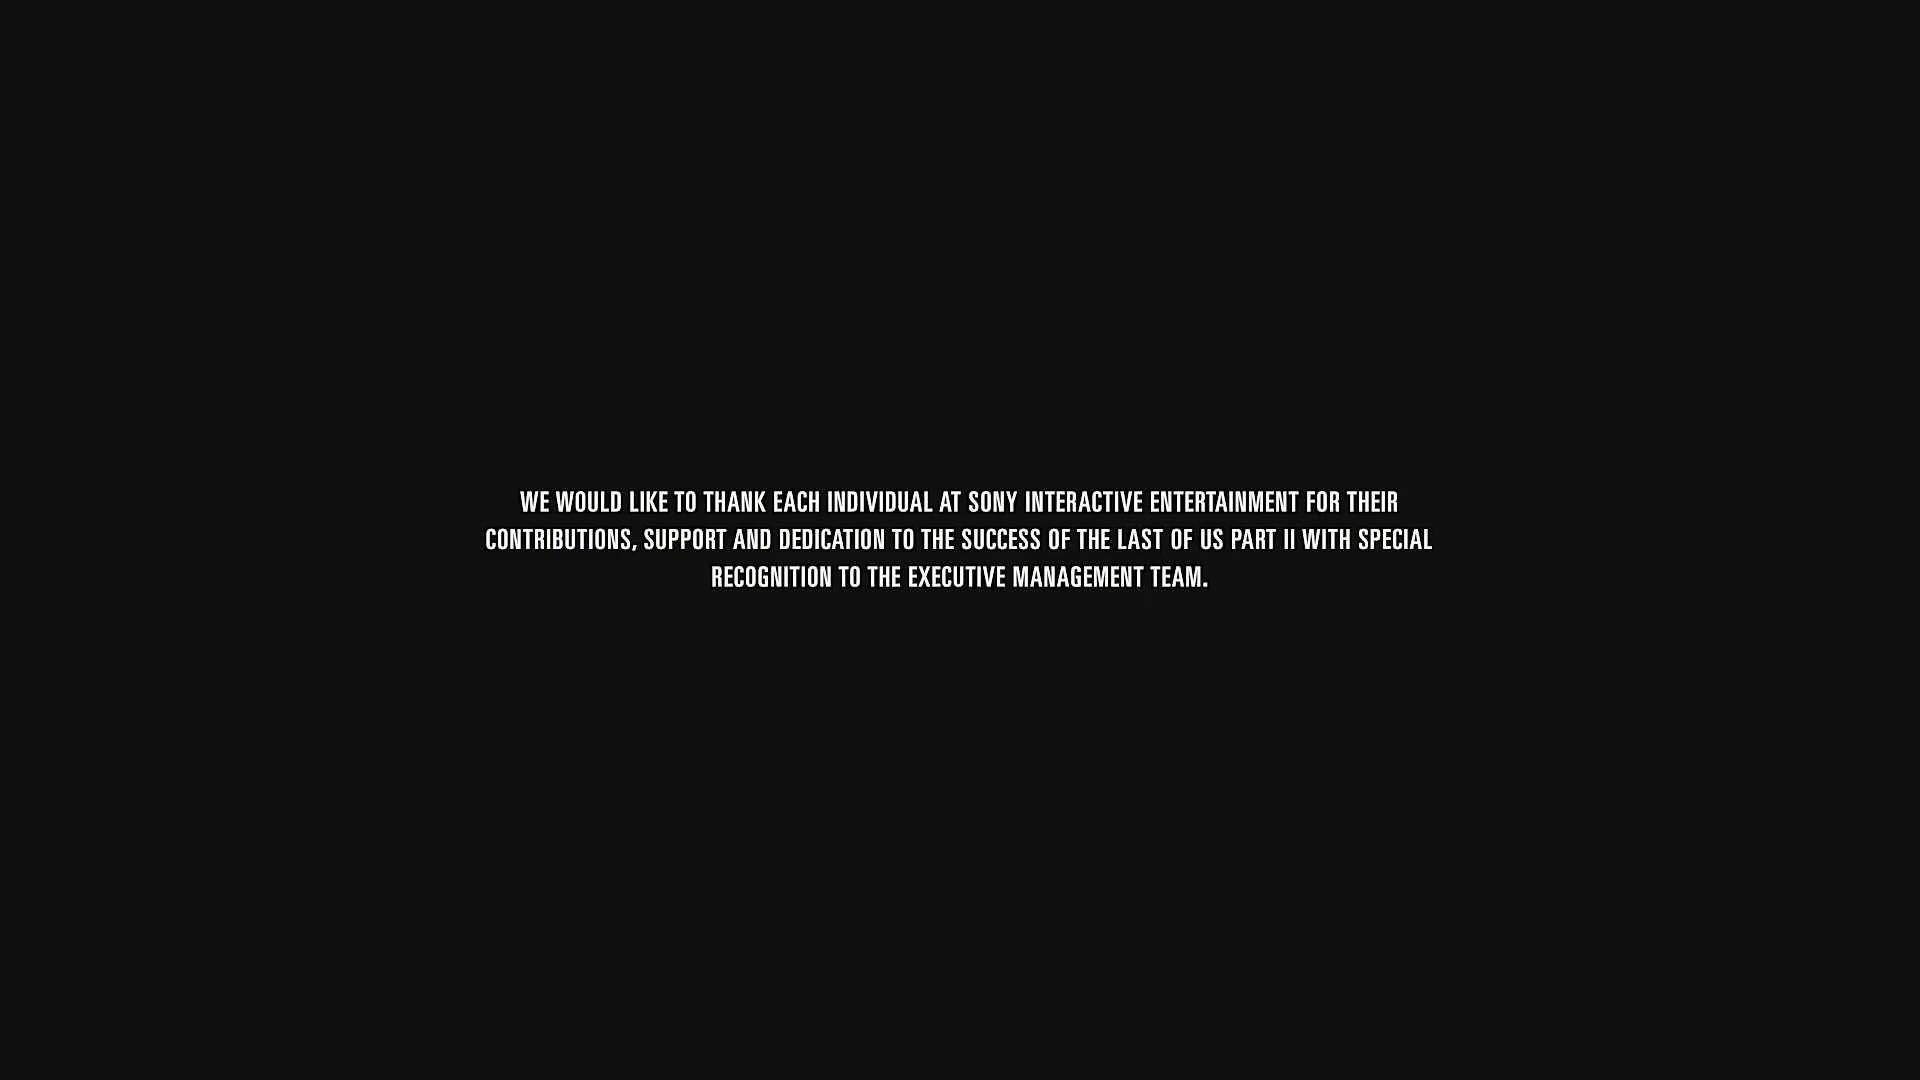 WE WOULD LIKE TO THANK EACH INDIVIDUAL AT SONY INTERACTIVE ENTERTAINMENT FOR THEIR
CONTRIBUTIONS, SUPPORT AND DEDICATION TO THE SUCCESS OF THE LAST OF US PART II WITH SPECIAL
RECOGNITION TO THE EXECUTIVE MANAGEMENT TEAM.